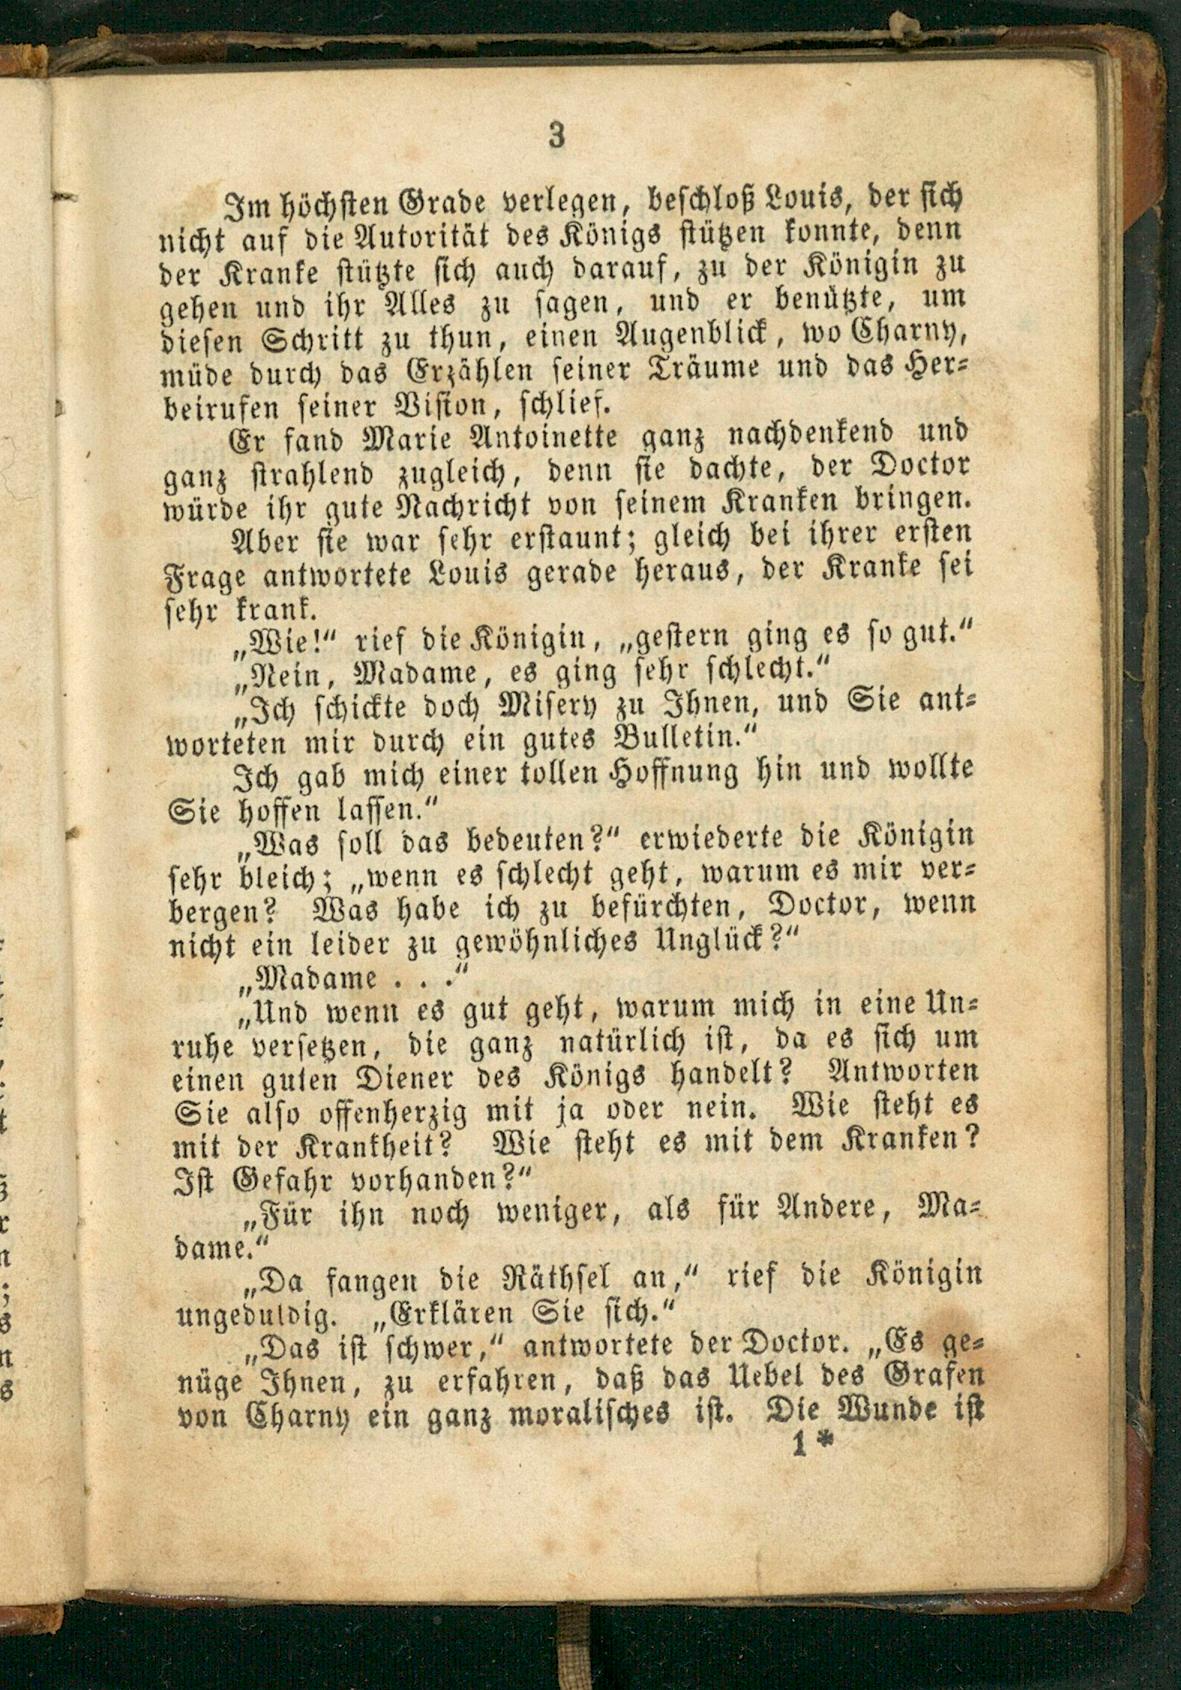 3
Im höchsten Grade verlegen, beschloß Louis, der sich
nicht auf die Autorität des Königs stützen konnte, denn
der Kranke stützte sich auch darauf, zu der Königin zu
gehen und ihr Alles zu sagen, und er benützte, um
diesen Schritt zu thun, einen Augenblick, wo Charny,
müde durch das Erzählen seiner Träume und das Her-
beirufen seiner Vision, schlief.
Er fand Marie Antoinette ganz nachdenkend und
ganz strahlend zugleich, denn sie dachte, der Doctor
würde ihr gute Nachricht von seinem Kranken bringen.
Aber sie war sehr erstaunt; gleich bei ihrer ersten
Frage antwortete Louis gerade heraus, der Kranke sei
sehr krank.
„Wie!“ rief die Königin, „gestern ging es so gut.“
„Nein, Madame, es ging sehr schlecht.“
„Ich schickte doch Misery zu Ihnen, und Sie ant-
worteten mir durch ein gutes Bulletin.“
Ich gab mich einer tollen Hoffnung hin und wollte
Sie hoffen lassen.“
„Was soll das bedeuten?“ erwiederte die Königin
sehr bleich; „wenn es schlecht geht, warum es mir ver-
bergen? Was habe ich zu befürchten, Doctor, wenn
nicht ein leider zu gewöhnliches Unglück?“
„Madame . . .“
„Und wenn es gut geht, warum mich in eine Un-
ruhe versetzen, die ganz natürlich ist, da es sich um
einen guten Diener des Königs handelt? Antworten
Sie also offenherzig mit ja oder nein. Wie steht es
mit der Krankheit? Wie steht es mit dem Kranken?
Ist Gefahr vorhanden?“
„Für ihn noch weniger, als für Andere, Ma-
dame.“
„Da fangen die Räthsel an,“ rief die Königin
ungeduldig. „Erklären Sie sich.“
„Das ist schwer,“ antwortete der Doctor. „Es ge-
nüge Ihnen, zu erfahren, daß das Uebel des Grafen
von Charny ein ganz moralisches ist. Die Wunde ist
1*